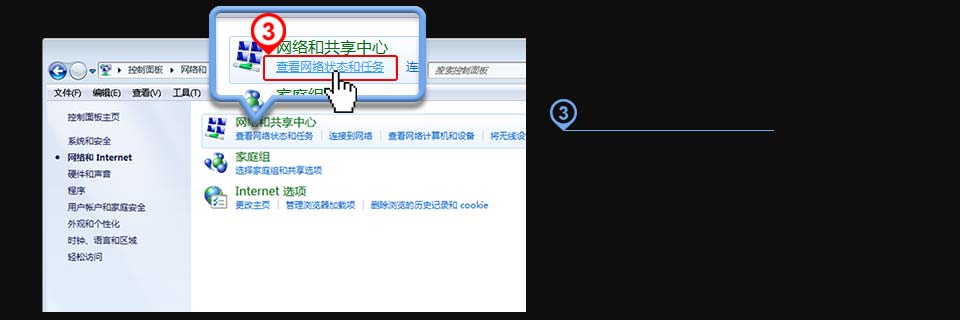 3
网络和共享中心
查看网络状态和任务 连
家庭组
控制面板 网络和
搜索控制面板
文件(F) 编辑(E) 查看(V) 工具(T)
控制面板主页
系统和安全
网络和 Internet
硬件和声音
程序
用户帐户和家庭安全
外观和个性化
时钟、语言和区域
轻松访问
网络和共享中心
查看网络状态和任务 连接到网络 查看网络计算机和设备 将无线设
家庭组
选择家庭组和共享选项
Internet 选项
更改主页 管理浏览器加载项 删除浏览的历史记录和 cookie
3